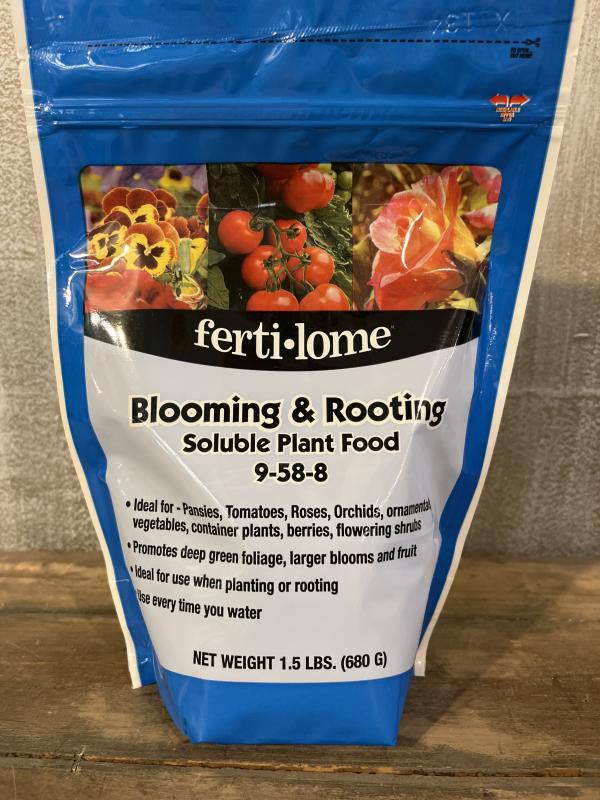 ferti•lome
Blooming & Rooting
Soluble Plant Food
9-58-8
• Ideal for - Pansies, Tomatoes, Roses, Orchids, ornamental
vegetables, container plants, berries, flowering shrubs
• Promotes deep green foliage, larger blooms and fruit
• Ideal for use when planting or rooting
Use every time you water
NET WEIGHT 1.5 LBS. (680 G)